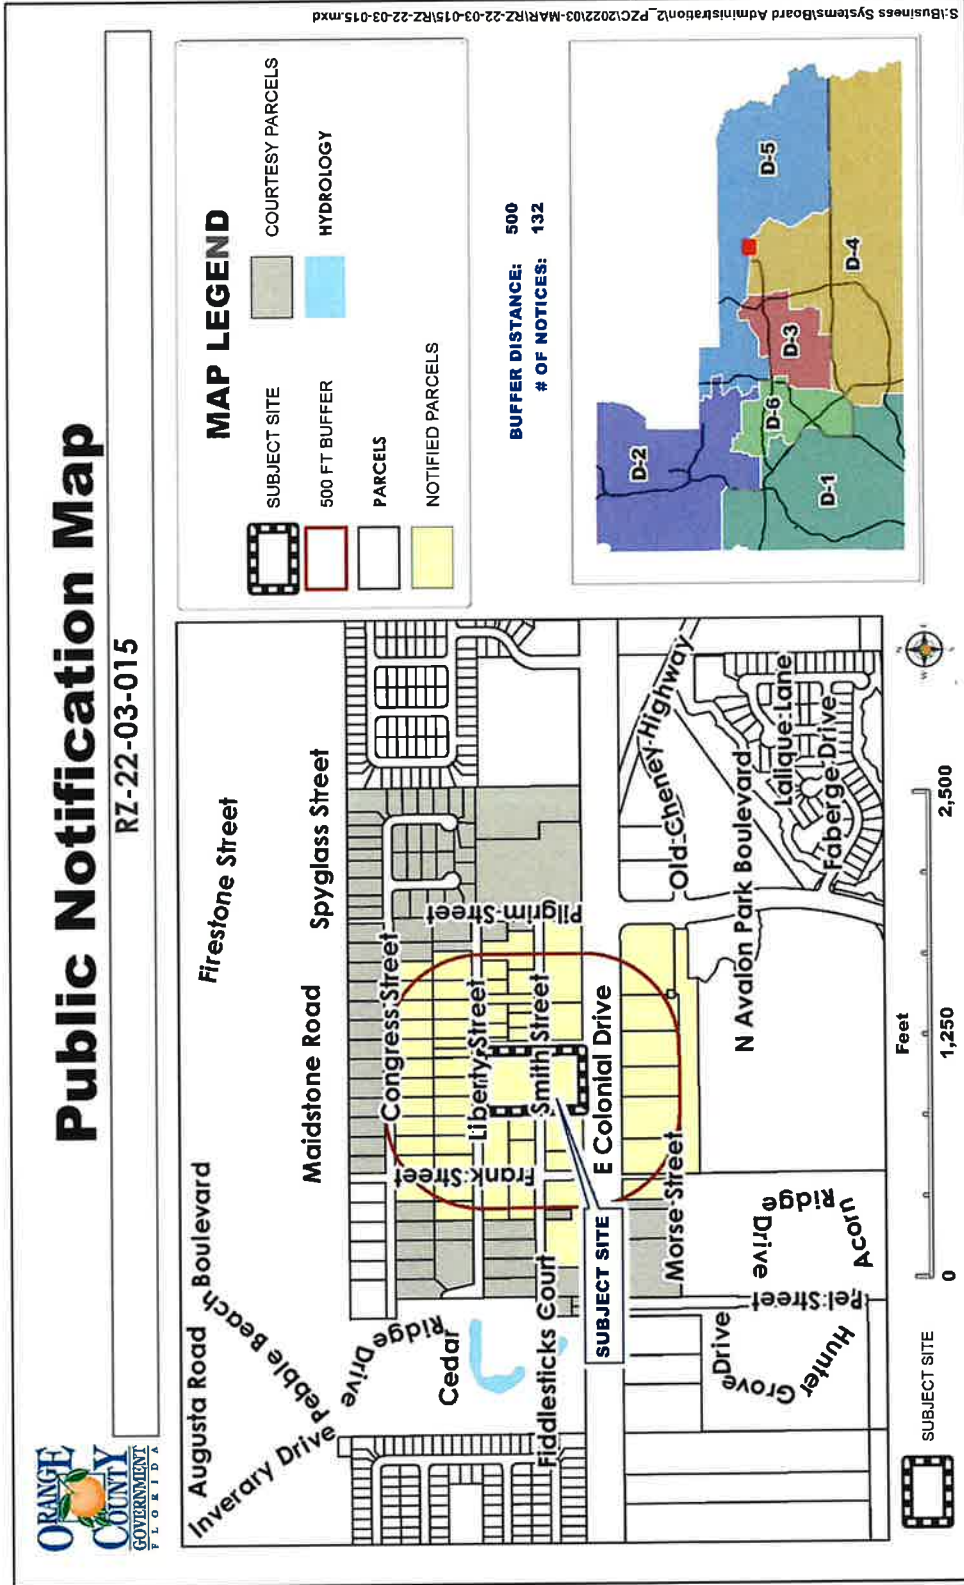 ORANGE
COUNTY
GOVERNMENT
FLORIDA
Public Notification Map
RZ-22-03-015
Augusta Road
Pebble Beach Boulevard
Inverary Drive
Cedar
Ridge Drive
Fiddlesticks Court
Firestone Street
Maidstone Road
Spyglass Street
Congress Street
Liberty Street
Smith Street
Frank Street
Pilgrim Street
E Colonial Drive
SUBJECT SITE
Morse Street
Old Cheney Highway
N Avalon Park Boulevard
Lalique Lane
Faberge Drive
Acorn
Ridge
Drive
Pel Street
Hunter
Grove
Drive
MAP LEGEND
SUBJECT SITE
COURTESY PARCELS
500 FT BUFFER
HYDROLOGY
PARCELS
NOTIFIED PARCELS
BUFFER DISTANCE: 500
# OF NOTICES: 132
D-2
D-5
D-6
D-3
D-1
D-4
SUBJECT SITE
Feet
0 1,250 2,500
N
W
S:\Business Systems\Board Administration\2_PZC\2022\03-MAR\RZ-22-03-015\RZ-22-03-015.mxd